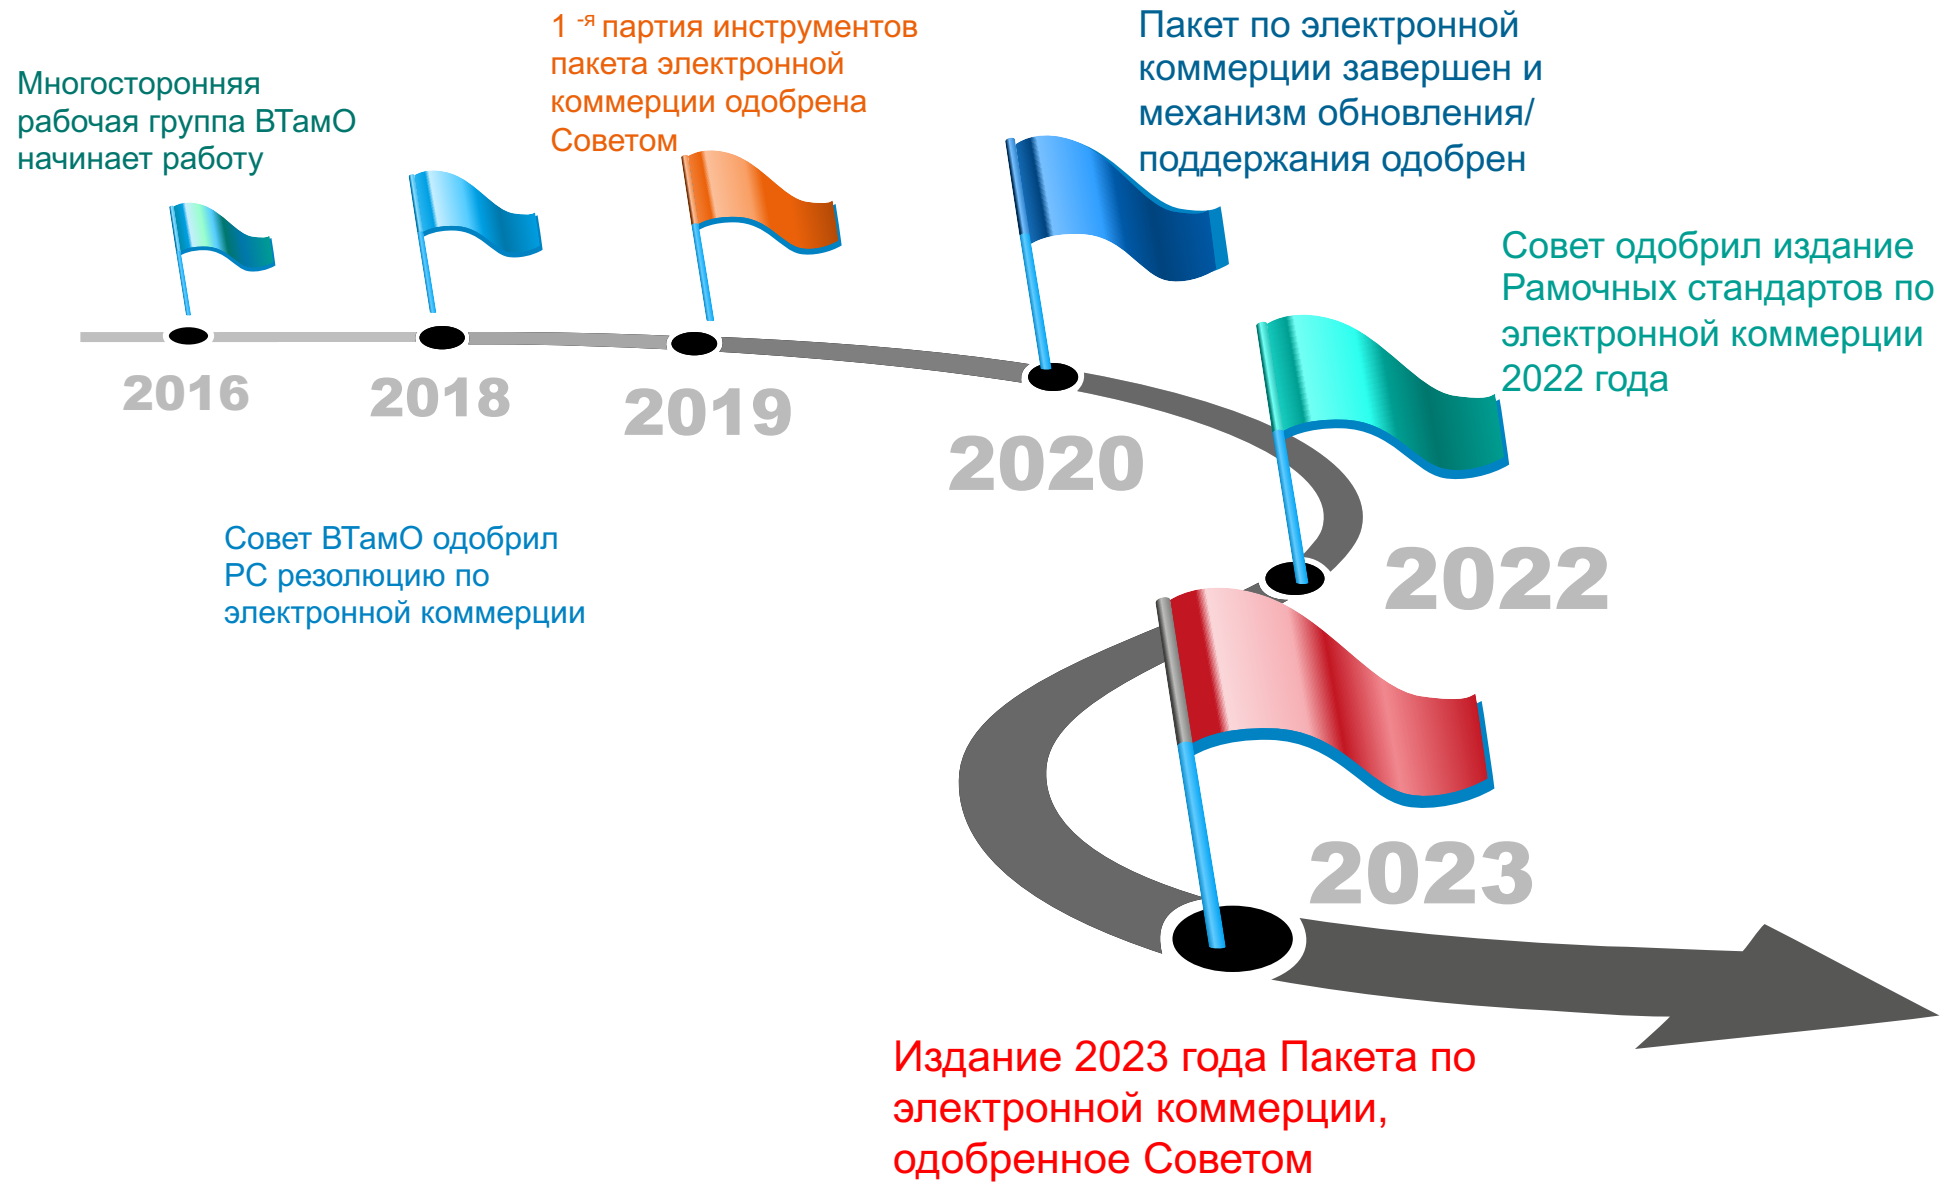 Многосторонняя
рабочая группа ВТамО
начинает работу
1 -я партия инструментов
пакета электронной
коммерции одобрена
Советом
Пакет по электронной
коммерции завершен и
механизм обновления/
поддержания одобрен
Совет одобрил издание
Рамочных стандартов по
электронной коммерции
2022 года
2016
2018
2019
2020
2022
Совет ВТамО одобрил
РС резолюцию по
электронной коммерции
2023
Издание 2023 года Пакета по
электронной коммерции,
одобренное Советом